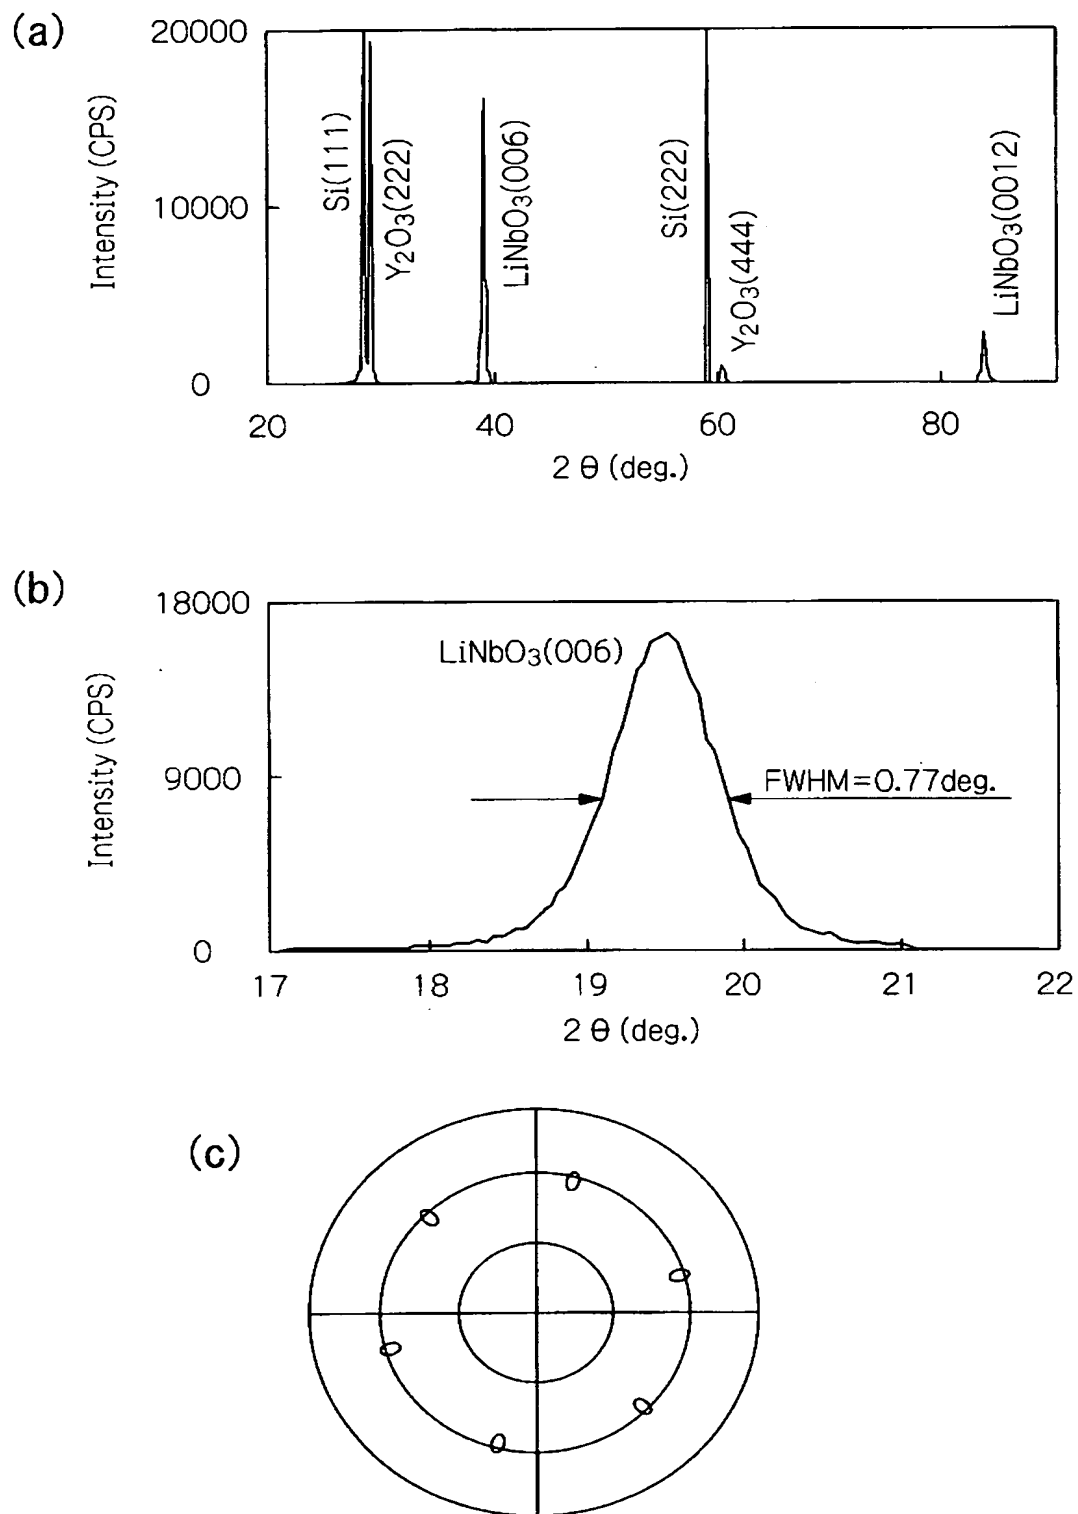 (a)
20000
10000
0
Intensity (CPS)
Si(111)
Y₂O₃(222)
LiNbO₃(006)
Si(222)
Y₂O₃(444)
LiNbO₃(0012)
20 40 60 80
2 θ (deg.)
(b)
18000
9000
0
Intensity (CPS)
LiNbO₃(006)
FWHM=0.77deg.
17 18 19 20 21 22
2 θ (deg.)
(c)